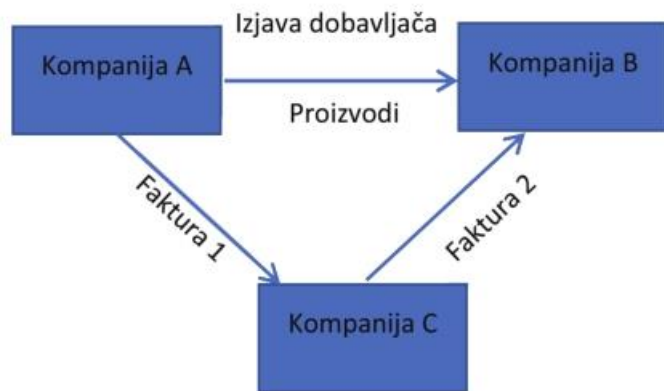 Izjava dobavljača
Kompanija A
Kompanija B
Proizvodi
Faktura 1
Faktura 2
Kompanija C